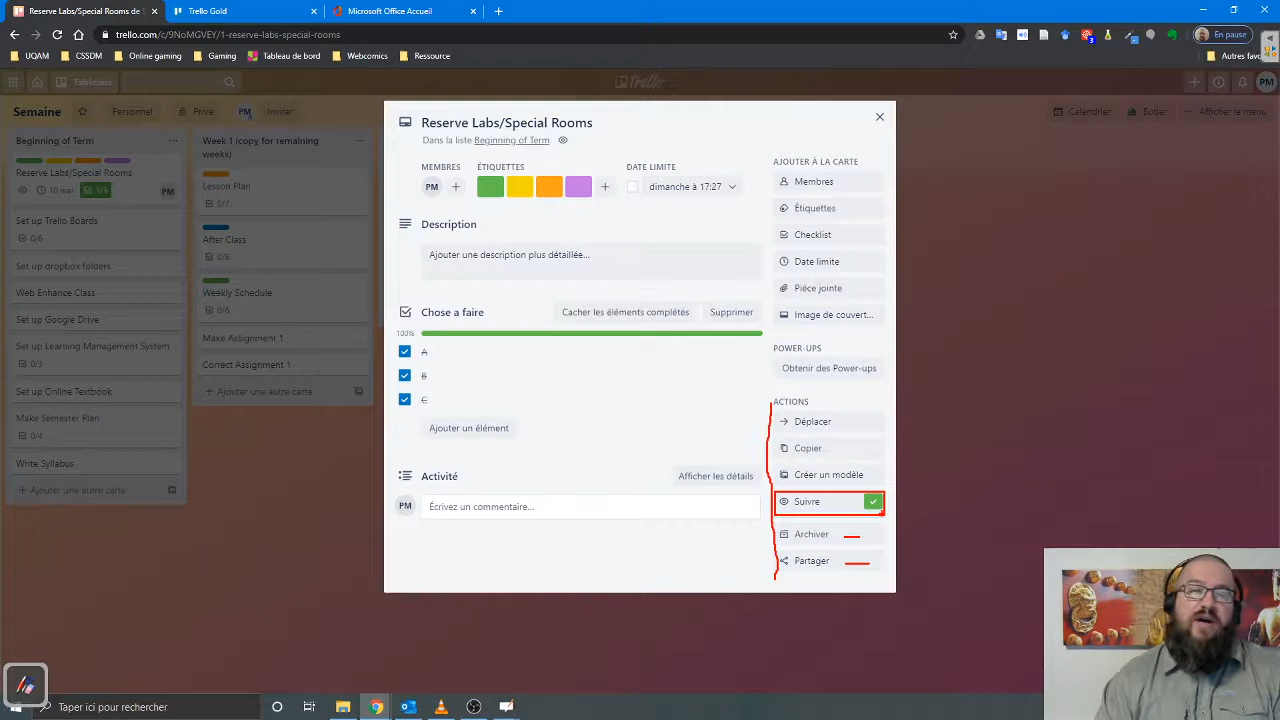 Reserve Labs/Special Rooms de S
Trello Gold
Microsoft Office Accueil
trello.com/c/9NoMGVEY/1-reserve-labs-special-rooms
En pause
UQAM
CSSDM
Online gaming
Gaming
Tableau de bord
Webcomics
Ressource
Autres favo
Tableaux
Trello
PM
Semaine
Personnel
Privé
PM
Inviter
Calendrier
Butler
Afficher le menu
Beginning of Term
Reserve Labs/Special Rooms
10 mai
3/3
PM
Set up Trello Boards
0/6
Set up dropbox folders
Web Enhance Class
Set up Google Drive
Set up Learning Management System
0/3
Set up Online Textbook
Make Semester Plan
0/4
Write Syllabus
Ajouter une autre carte
Week 1 (copy for remaining
weeks)
Lesson Plan
0/7
After Class
Weekly Schedule
0/6
Make Assignment 1
Correct Assignment 1
Ajouter une autre carte
Reserve Labs/Special Rooms
Dans la liste Beginning of Term
MEMBRES
ÉTIQUETTES
DATE LIMITE
PM
dimanche à 17:27
Description
Ajouter une description plus détaillée...
Chose a faire
Cacher les éléments complétés
Supprimer
100%
A
B
C
Ajouter un élément
Activité
Afficher les détails
PM
Écrivez un commentaire...
AJOUTER À LA CARTE
Membres
Étiquettes
Checklist
Date limite
Pièce jointe
Image de couvert...
POWER-UPS
Obtenir des Power-ups
ACTIONS
Déplacer
Copier
Créer un modèle
Suivre
Archiver
Partager
Taper ici pour rechercher